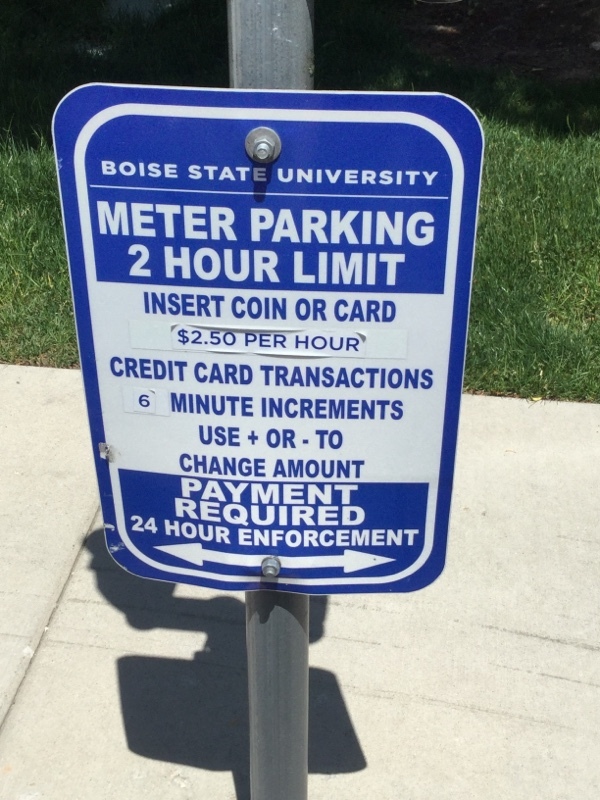 BOISE STATE UNIVERSITY
METER PARKING
2 HOUR LIMIT
INSERT COIN OR CARD
$2.50 PER HOUR
CREDIT CARD TRANSACTIONS
6 MINUTE INCREMENTS
USE + OR - TO
CHANGE AMOUNT
PAYMENT
REQUIRED
24 HOUR ENFORCEMENT